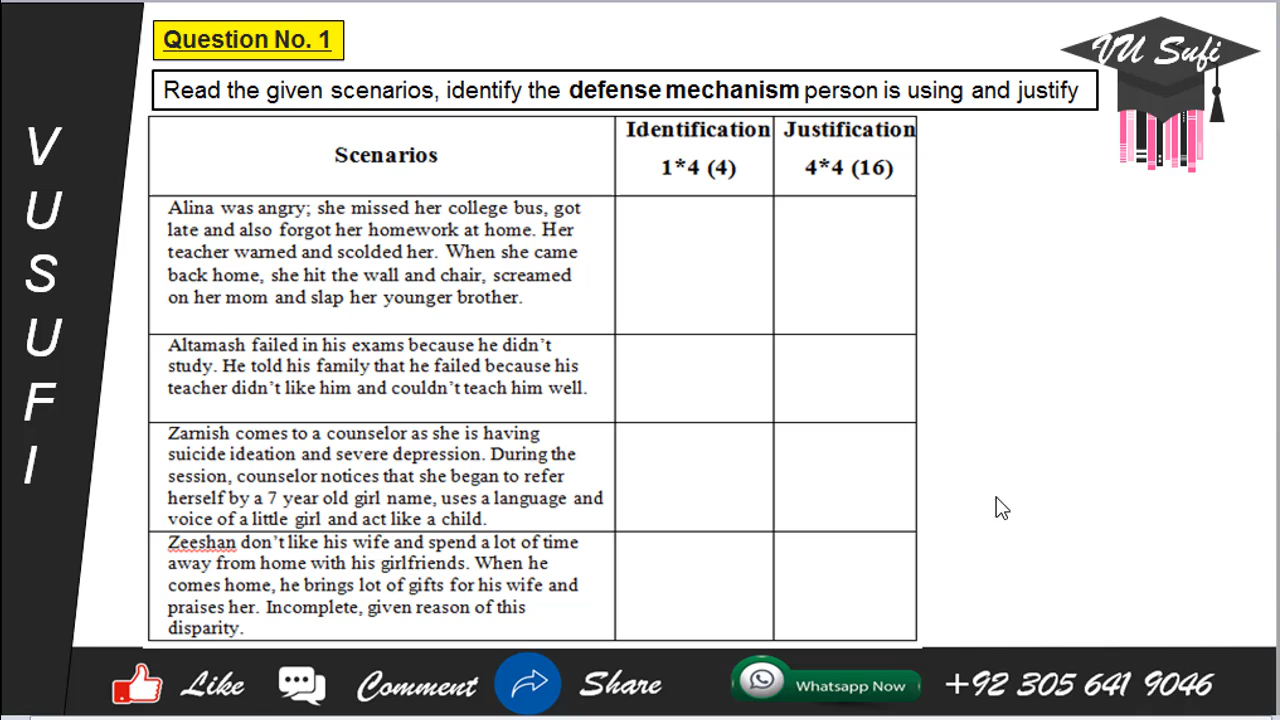 Question No. 1
VU Sufi
Read the given scenarios, identify the defense mechanism person is using and justify
V
U
S
U
F
I
Scenarios
Identification
1*4 (4)
Justification
4*4 (16)
Alina was angry; she missed her college bus, got
late and also forgot her homework at home. Her
teacher warned and scolded her. When she came
back home, she hit the wall and chair, screamed
on her mom and slap her younger brother.
Altamash failed in his exams because he didn't
study. He told his family that he failed because his
teacher didn't like him and couldn't teach him well.
Zarnish comes to a counselor as she is having
suicide ideation and severe depression. During the
session, counselor notices that she began to refer
herself by a 7 year old girl name, uses a language and
voice of a little girl and act like a child.
Zeeshan don't like his wife and spend a lot of time
away from home with his girlfriends. When he
comes home, he brings lot of gifts for his wife and
praises her. Incomplete, given reason of this
disparity.
Like
Comment
Share
Whatsapp Now
+92 305 641 9046